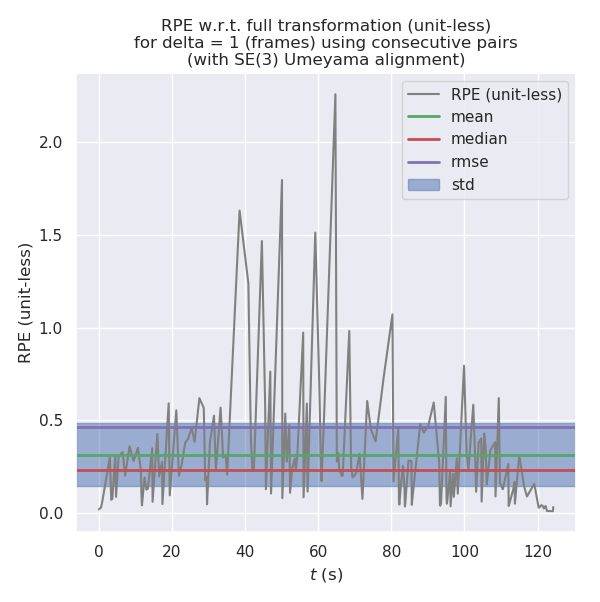 RPE w.r.t. full transformation (unit-less)
for delta = 1 (frames) using consecutive pairs
(with SE(3) Umeyama alignment)
RPE (unit-less)
mean
median
rmse
std
RPE (unit-less)
2.0
1.5
1.0
0.5
0.0
0 20 40 60 80 100 120
t (s)